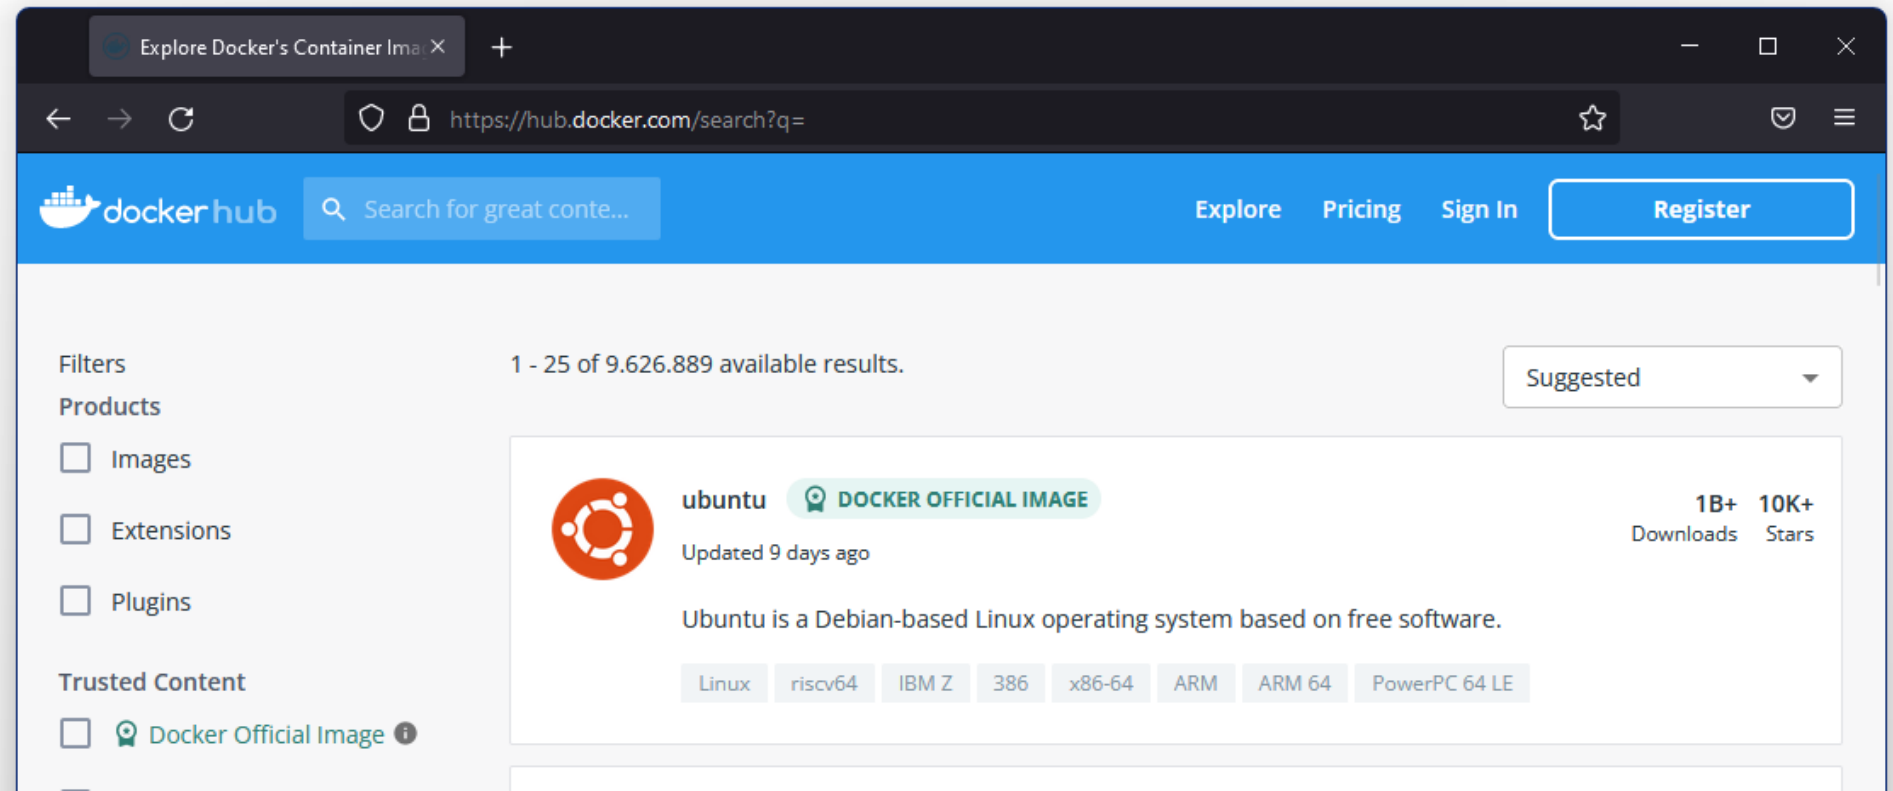 Explore Docker's Container Imag
https://hub.docker.com/search?q=
docker hub
Search for great conte...
Explore
Pricing
Sign In
Register
Filters
Products
Images
Extensions
Plugins
Trusted Content
Docker Official Image
1 - 25 of 9.626.889 available results.
Suggested
ubuntu
DOCKER OFFICIAL IMAGE
Updated 9 days ago
1B+ 10K+
Downloads Stars
Ubuntu is a Debian-based Linux operating system based on free software.
Linux riscv64 IBM Z 386 x86-64 ARM ARM 64 PowerPC 64 LE